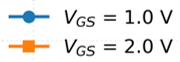 V_GS = 1.0 V
V_GS = 2.0 V